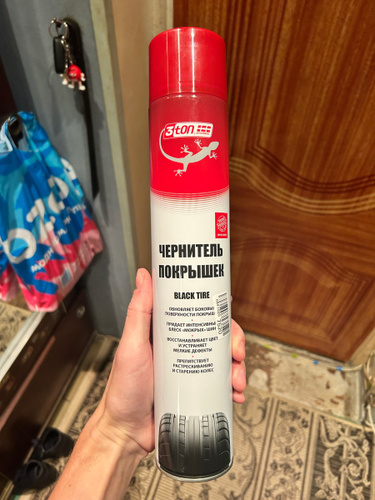 3ton
ЧЕРНИТЕЛЬ
ПОКРЫШЕК
BLACK TIRE
ОБНОВЛЯЕТ БОКОВЫЕ
ПОВЕРХНОСТИ ПОКРЫШ
ПРИДАЕТ ИНТЕНСИВНЫ
БЛЕСК «МОКРЫХ» ШИН
ВОССТАНАВЛИВАЕТ ЦВЕТ
И УСТРАНЯЕТ
МЕЛКИЕ ДЕФЕКТЫ
ПРЕПЯТСТВУЕТ
РАСТРЕСКИВАНИЮ
И СТАРЕНИЮ КОЛЕС